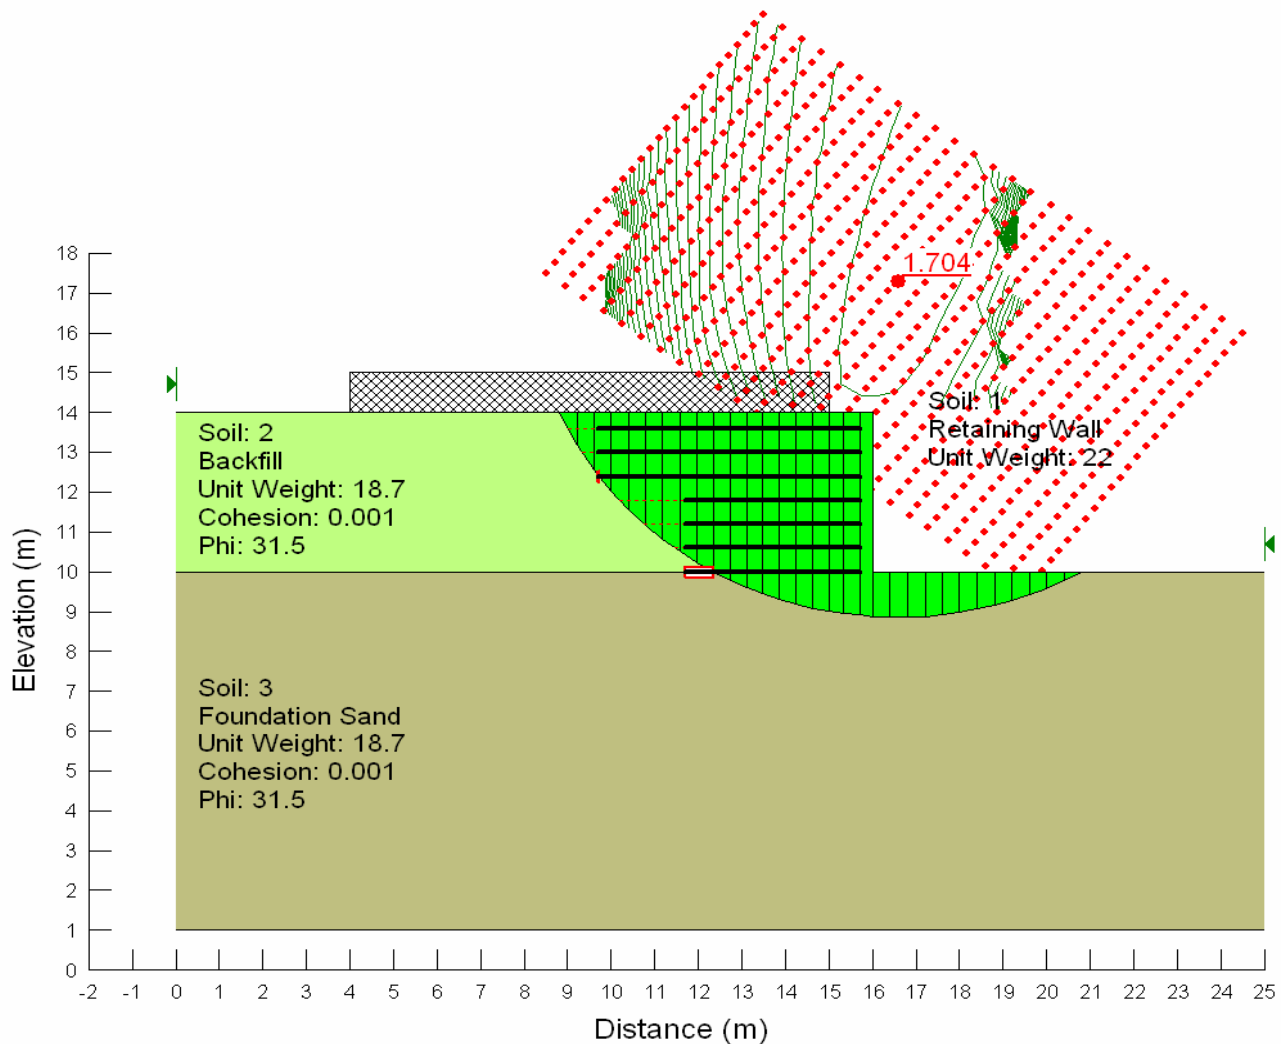 1.704
18
17
16
15
14
13
12
11
10
9
8
7
6
5
4
3
2
1
0
Elevation (m)
Soil: 1
Retaining Wall
Unit Weight: 22
Soil: 2
Backfill
Unit Weight: 18.7
Cohesion: 0.001
Phi: 31.5
Soil: 3
Foundation Sand
Unit Weight: 18.7
Cohesion: 0.001
Phi: 31.5
-2 -1 0 1 2 3 4 5 6 7 8 9 10 11 12 13 14 15 16 17 18 19 20 21 22 23 24 25
Distance (m)